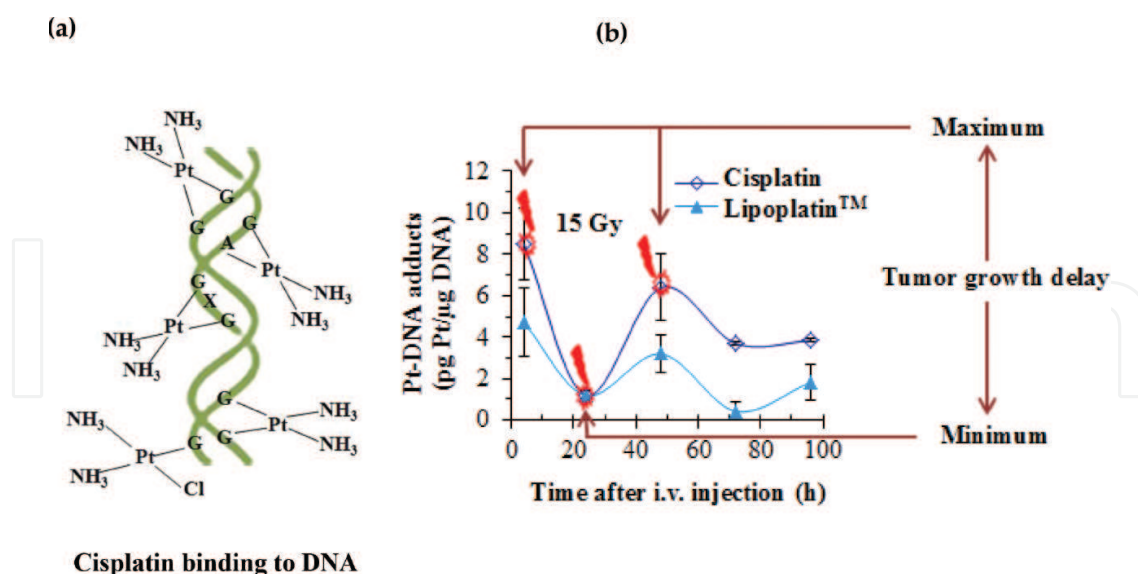 (a)
NH3
NH3
Pt
G
G
G
A
Pt
NH3
NH3
G
X
G
Pt
NH3
NH3
G
G
Pt
NH3
NH3
G
NH3
Pt
NH3
Cl
Cisplatin binding to DNA
(b)
Maximum
Tumor growth delay
Minimum
Cisplatin
Lipoplatin™
15 Gy
Pt-DNA adducts
(pg Pt/µg DNA)
12
10
8
6
4
2
0
0 20 40 60 80 100
Time after i.v. injection (h)